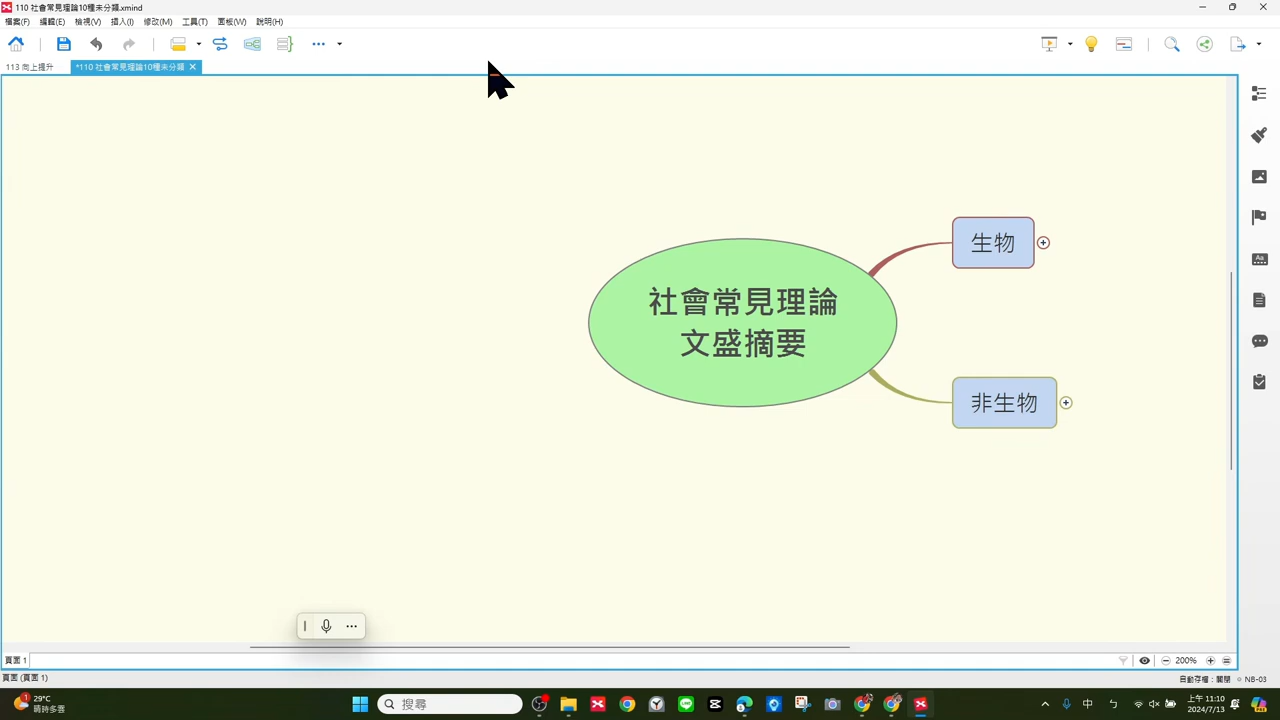 110 社會常見理論10種未分類.xmind
檔案(F) 編輯(E) 檢視(V) 插入(I) 修改(M) 工具(T) 面板(W) 說明(H)
113 向上提升
*110 社會常見理論10種未分類
生物
社會常見理論
文盛摘要
非生物
頁面 1
200%
頁面 (頁面 1)
自動存檔：關閉
NB-03
1
29°C
晴時多雲
搜尋
中
ㄅ
上午 11:10
2024/7/13